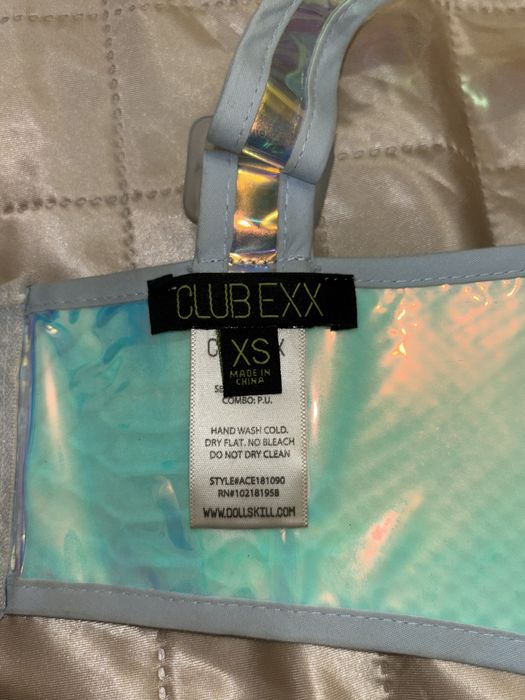 CLUB EXX
XS
MADE IN
CHINA
COMBO: P.U.
HAND WASH COLD.
DRY FLAT. NO BLEACH
DO NOT DRY CLEAN
STYLE#ACE181090
RN#102181958
WWW.DOLLSKILL.COM